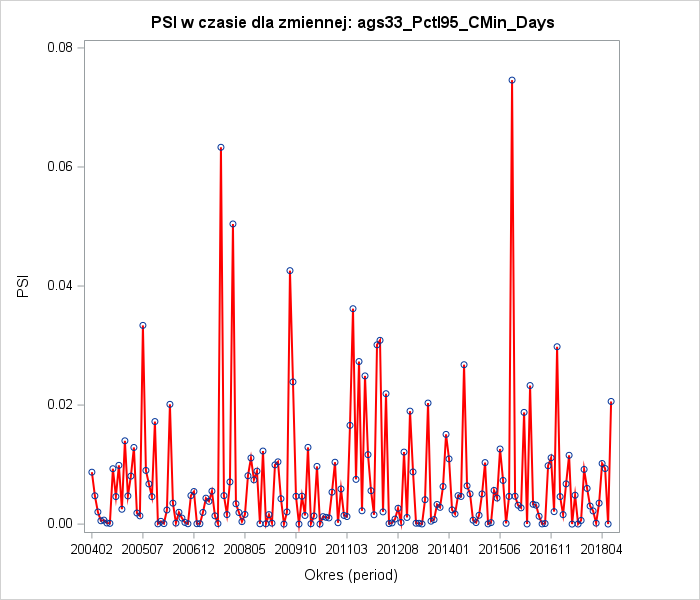 PSI w czasie dla zmiennej: ags33_Pctl95_CMin_Days
0.08
0.06
0.04
0.02
0.00
PSI
200402 200507 200612 200805 200910 201103 201208 201401 201506 201611 201804
Okres (period)